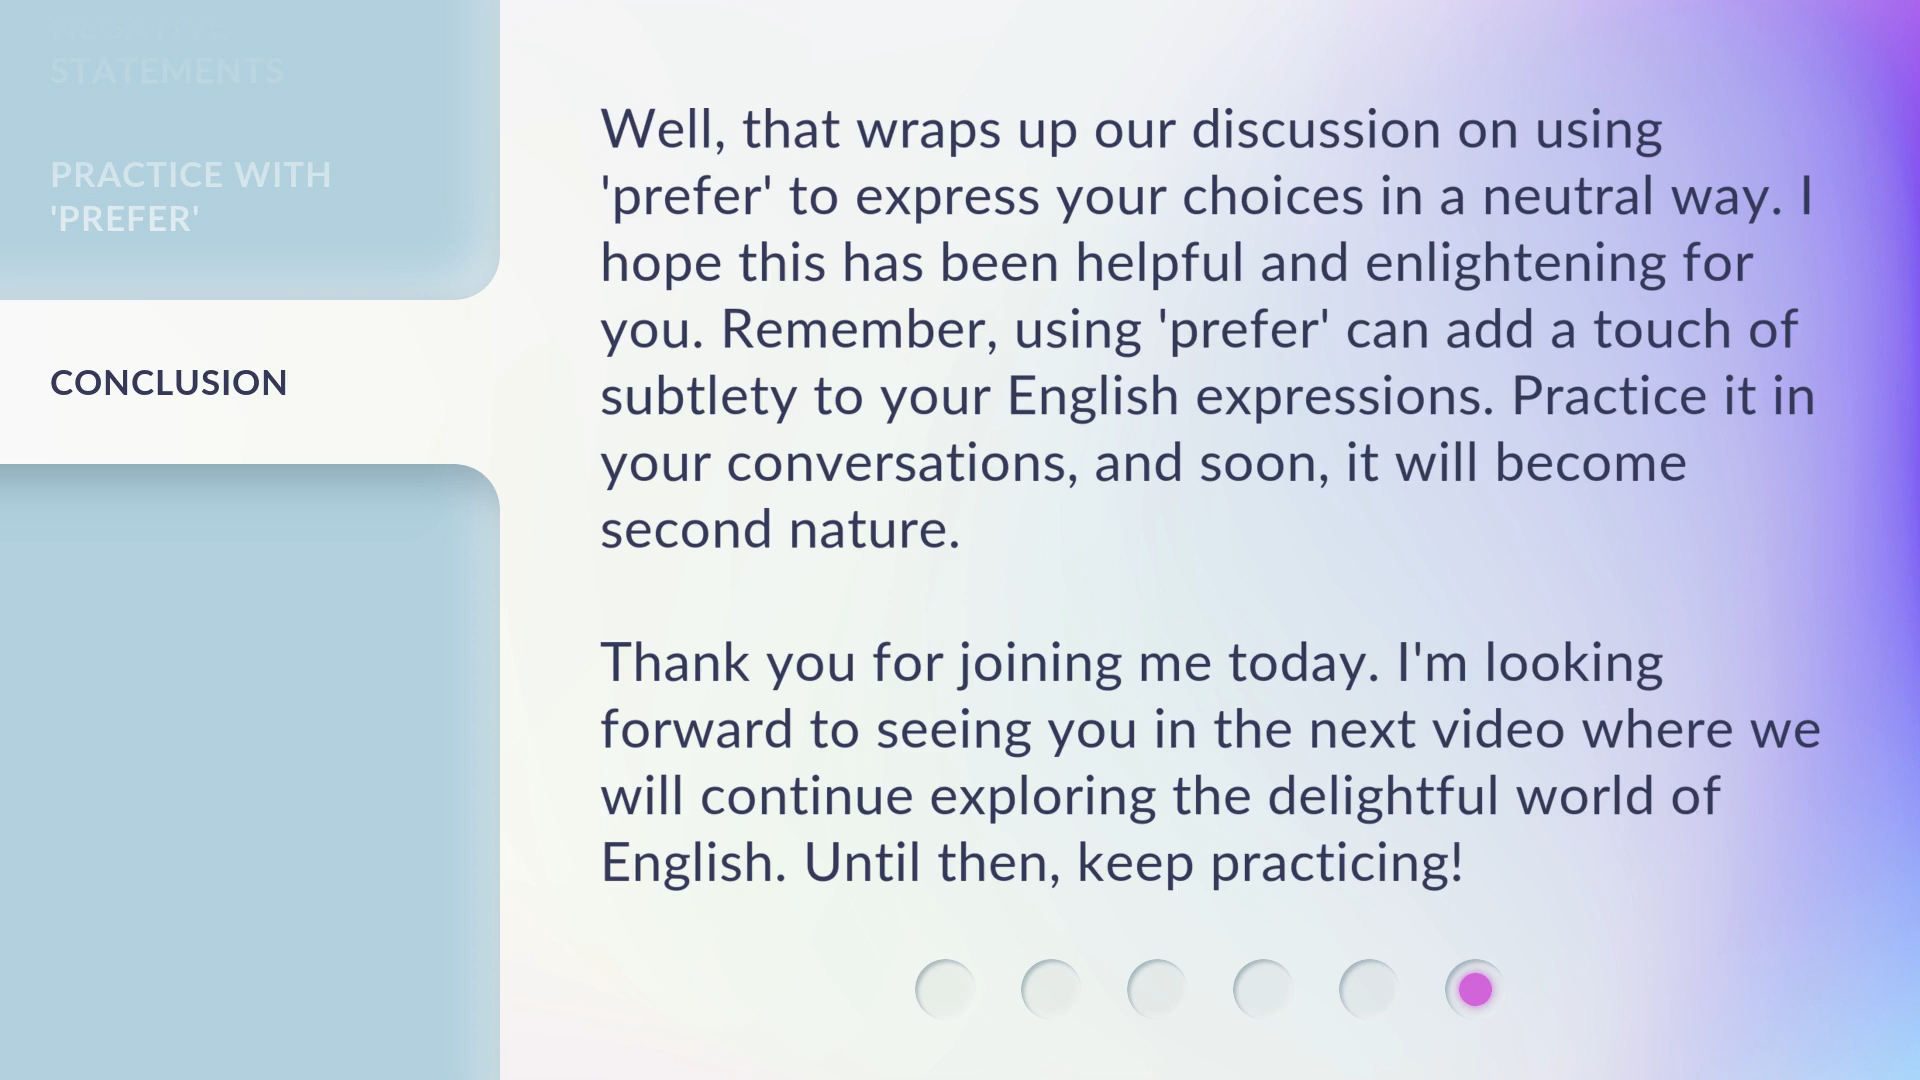 STATEMENTS
PRACTICE WITH
'PREFER'
CONCLUSION
Well, that wraps up our discussion on using
'prefer' to express your choices in a neutral way. I
hope this has been helpful and enlightening for
you. Remember, using 'prefer' can add a touch of
subtlety to your English expressions. Practice it in
your conversations, and soon, it will become
second nature.
Thank you for joining me today. I'm looking
forward to seeing you in the next video where we
will continue exploring the delightful world of
English. Until then, keep practicing!